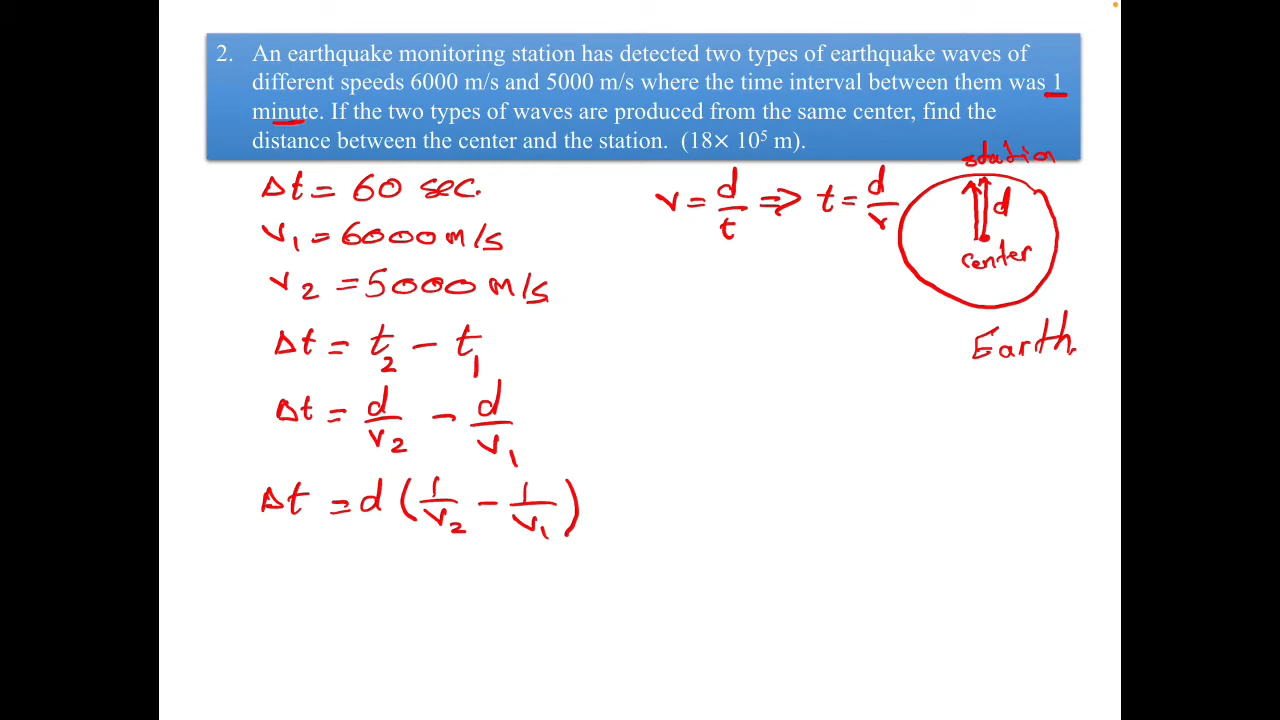 2. An earthquake monitoring station has detected two types of earthquake waves of
different speeds 6000 m/s and 5000 m/s where the time interval between them was 1
minute. If the two types of waves are produced from the same center, find the
distance between the center and the station. (18× 10⁵ m).
station
Δt = 60 sec.
v = d/t ⇒ t = d/v
d
v₁ = 6000 m/s
center
v₂ = 5000 m/s
Δt = t₂ − t₁
Earth.
Δt = d/v₂ − d/v₁
Δt = d (1/v₂ − 1/v₁)